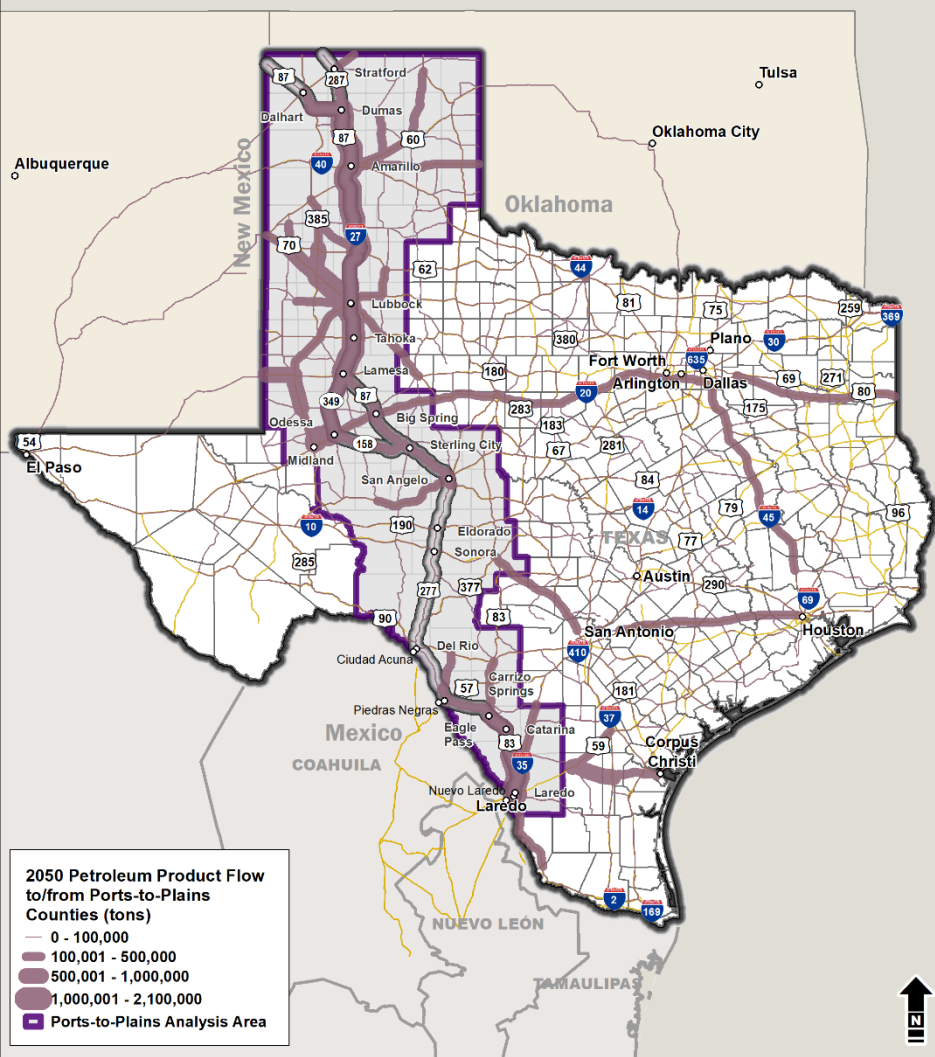 Tulsa
87
287
Stratford
Dalhart
Dumas
87
60
Oklahoma City
40
Amarillo
Albuquerque
New Mexico
385
Oklahoma
27
70
62
44
Lubbock
81
75
259
369
Tahoka
380
Plano
30
Fort Worth
635
Lamesa
180
Arlington
Dallas
69
271
349
87
20
80
283
175
Odessa
Big Spring
183
54
158
Sterling City
67
281
El Paso
Midland
San Angelo
84
14
79
45
96
10
190
Eldorado
TEXAS
77
285
Sonora
277
377
Austin
290
69
90
83
San Antonio
Houston
Del Rio
410
Ciudad Acuna
57
Carrizo
Springs
181
Piedras Negras
37
Mexico
Eagle
Pass
Catarina
83
59
Corpus
Christi
COAHUILA
35
Nuevo Laredo
Laredo
Laredo
2050 Petroleum Product Flow
to/from Ports-to-Plains
Counties (tons)
0 - 100,000
100,001 - 500,000
500,001 - 1,000,000
1,000,001 - 2,100,000
Ports-to-Plains Analysis Area
2
169
NUEVO LEÓN
TAMAULIPAS
N